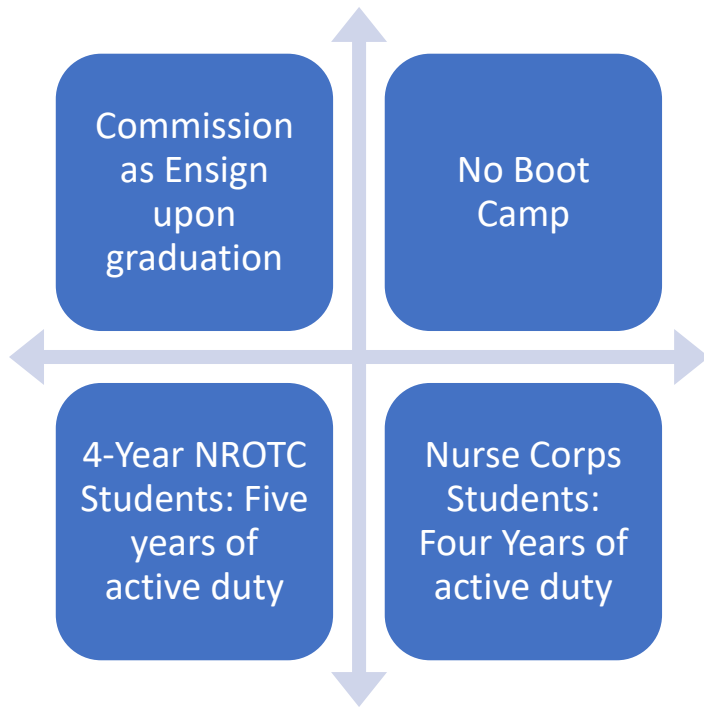 Commission
as Ensign
upon
graduation
No Boot
Camp
4-Year NROTC
Students: Five
years of
active duty
Nurse Corps
Students:
Four Years of
active duty